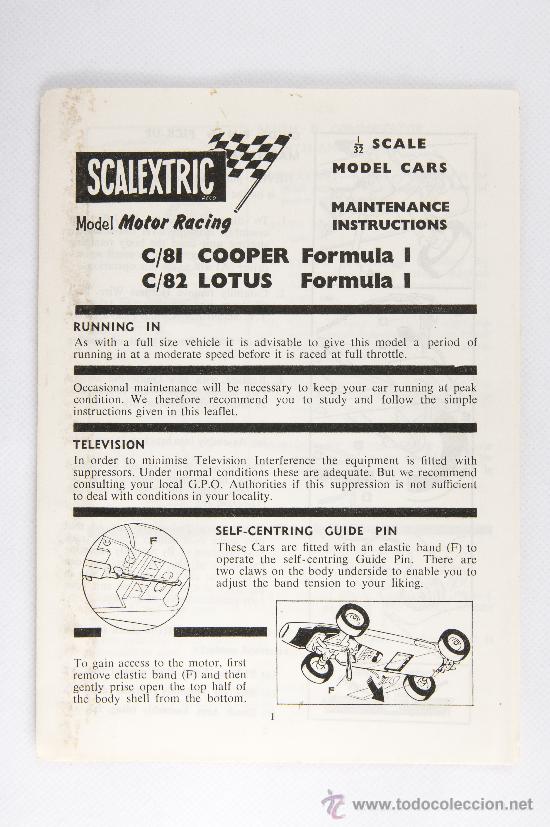 SCALEXTRIC
REGD
Model Motor Racing
1/32 SCALE
MODEL CARS
MAINTENANCE
INSTRUCTIONS
C/81 COOPER Formula 1
C/82 LOTUS Formula 1
RUNNING IN
As with a full size vehicle it is advisable to give this model a period of
running in at a moderate speed before it is raced at full throttle.
Occasional maintenance will be necessary to keep your car running at peak
condition. We therefore recommend you to study and follow the simple
instructions given in this leaflet.
TELEVISION
In order to minimise Television Interference the equipment is fitted with
suppressors. Under normal conditions these are adequate. But we recommend
consulting your local G.P.O. Authorities if this suppression is not sufficient
to deal with conditions in your locality.
F
SELF-CENTRING GUIDE PIN
These Cars are fitted with an elastic band (F) to
operate the self-centring Guide Pin. There are
two claws on the body underside to enable you to
adjust the band tension to your liking.
To gain access to the motor, first
remove elastic band (F) and then
gently prise open the top half of
the body shell from the bottom.
F
1
todocoleccion
www.todocoleccion.net